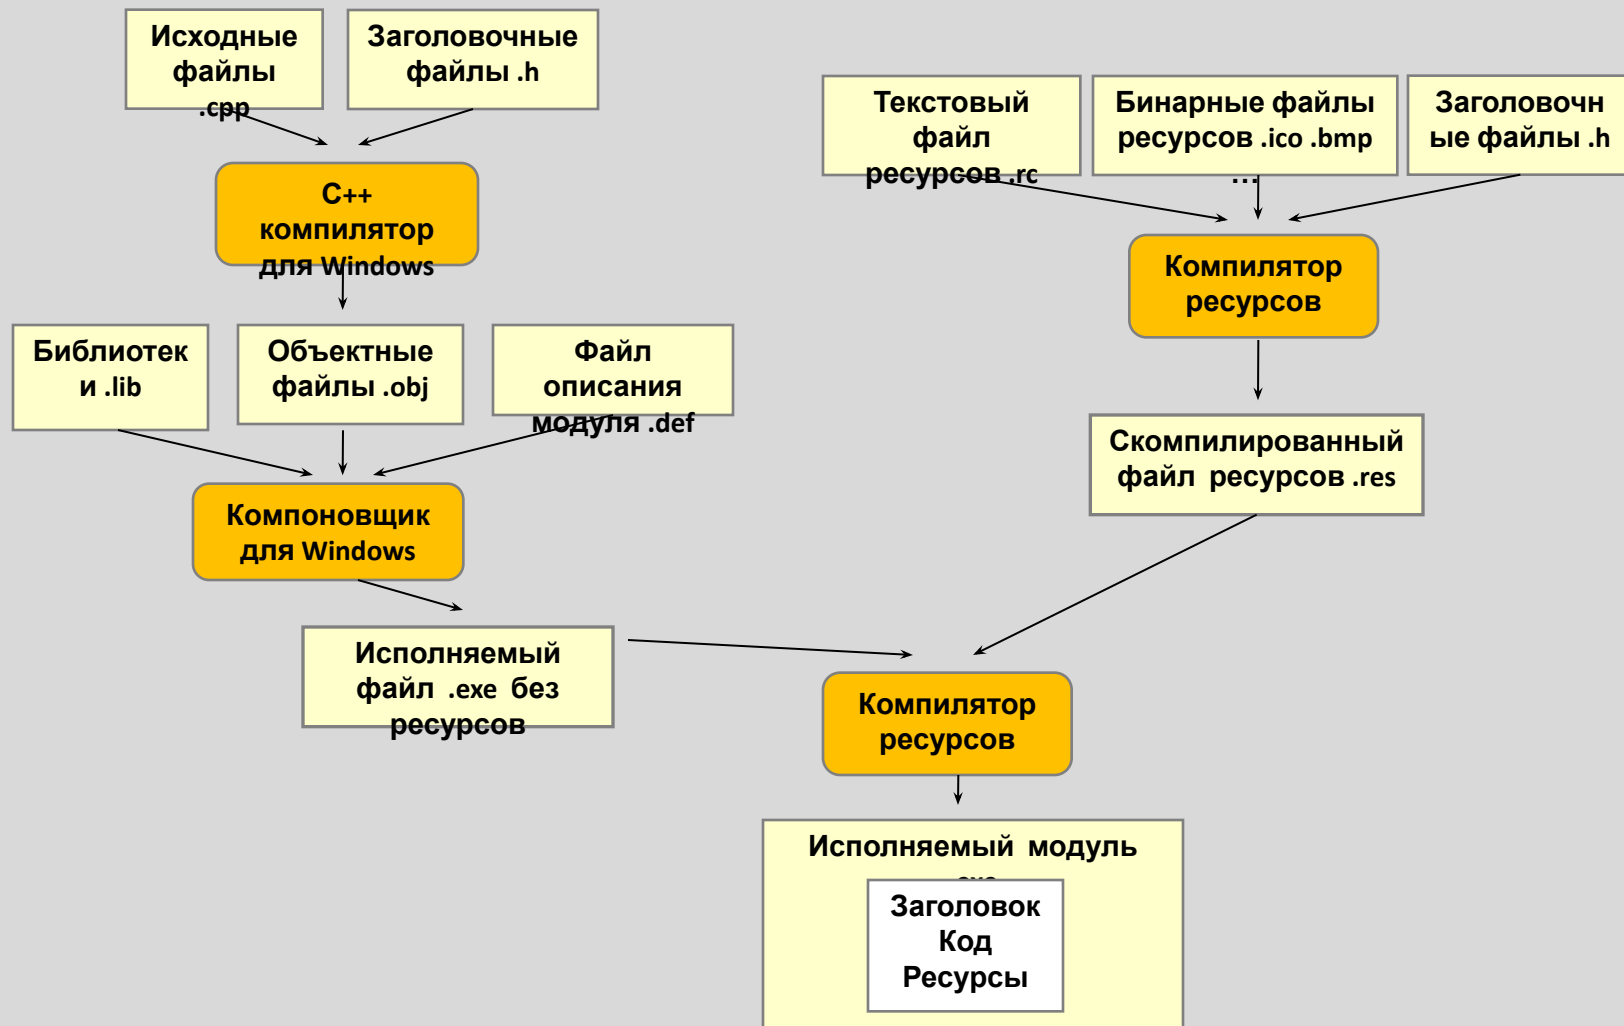 Исходные
файлы
.cpp
Заголовочные
файлы .h
Текстовый
файл
ресурсов .rc
Бинарные файлы
ресурсов .ico .bmp
...
Заголовочн
ые файлы .h
С++
компилятор
для Windows
Компилятор
ресурсов
Библиотек
и .lib
Объектные
файлы .obj
Файл
описания
модуля .def
Скомпилированный
файл ресурсов .res
Компоновщик
для Windows
Исполняемый
файл .exe без
ресурсов
Компилятор
ресурсов
Исполняемый модуль
Заголовок
Код
Ресурсы